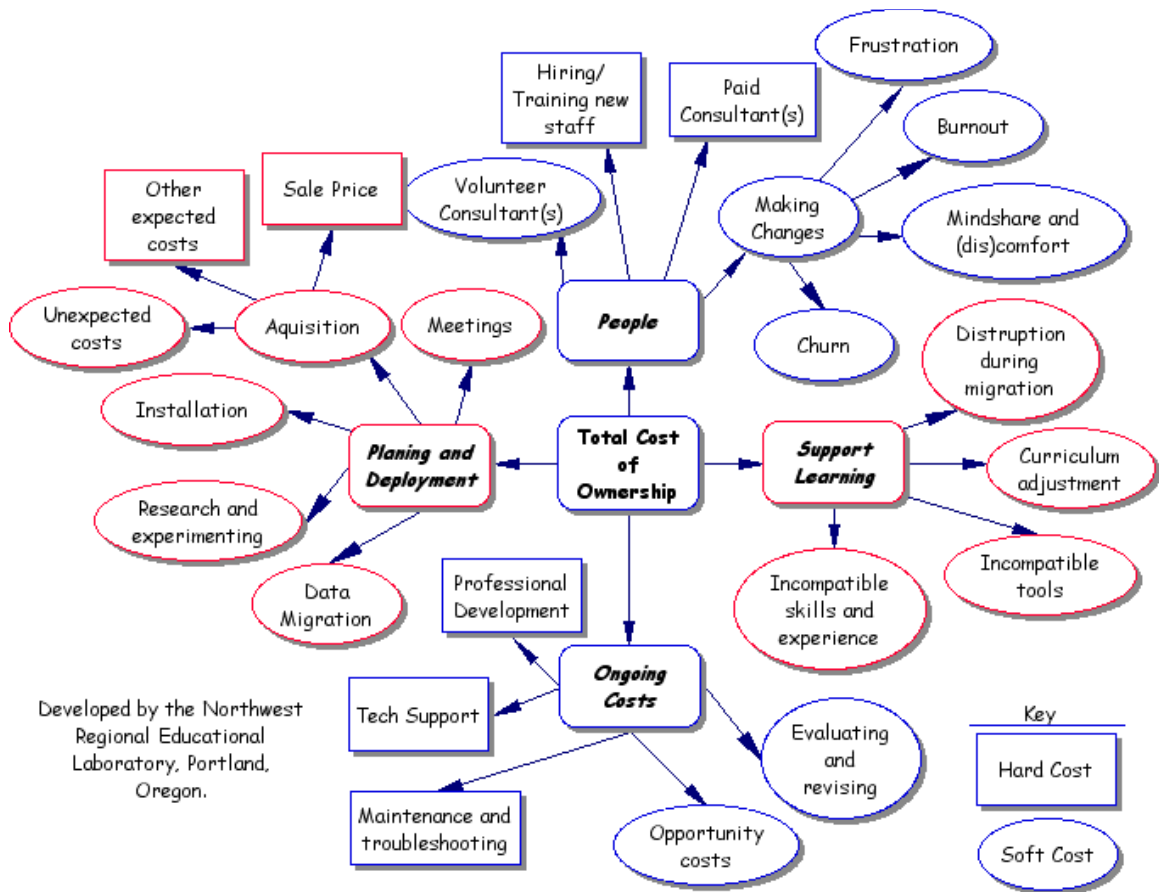 Frustration
Hiring/
Training new
staff
Paid
Consultant(s)
Burnout
Other
expected
costs
Sale Price
Volunteer
Consultant(s)
Making
Changes
Mindshare and
(dis)comfort
Unexpected
costs
Aquisition
Meetings
People
Churn
Distruption
during
migration
Installation
Planing and
Deployment
Total Cost
of
Ownership
Support
Learning
Curriculum
adjustment
Research and
experimenting
Data
Migration
Professional
Development
Incompatible
skills and
experience
Incompatible
tools
Ongoing
Costs
Developed by the Northwest
Regional Educational
Laboratory, Portland,
Oregon.
Tech Support
Evaluating
and
revising
Key
Hard Cost
Maintenance and
troubleshooting
Opportunity
costs
Soft Cost